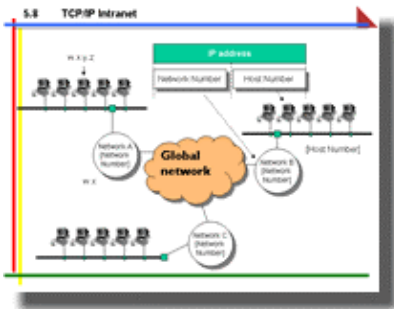 5.8 TCP/IP Intranet
IP address
Network Number Host Number
w.x.y.z
Network A
[Network
Number]
Global
network
Network B
[Network
Number]
[Host Number]
w.x
Network C
[Network
Number]